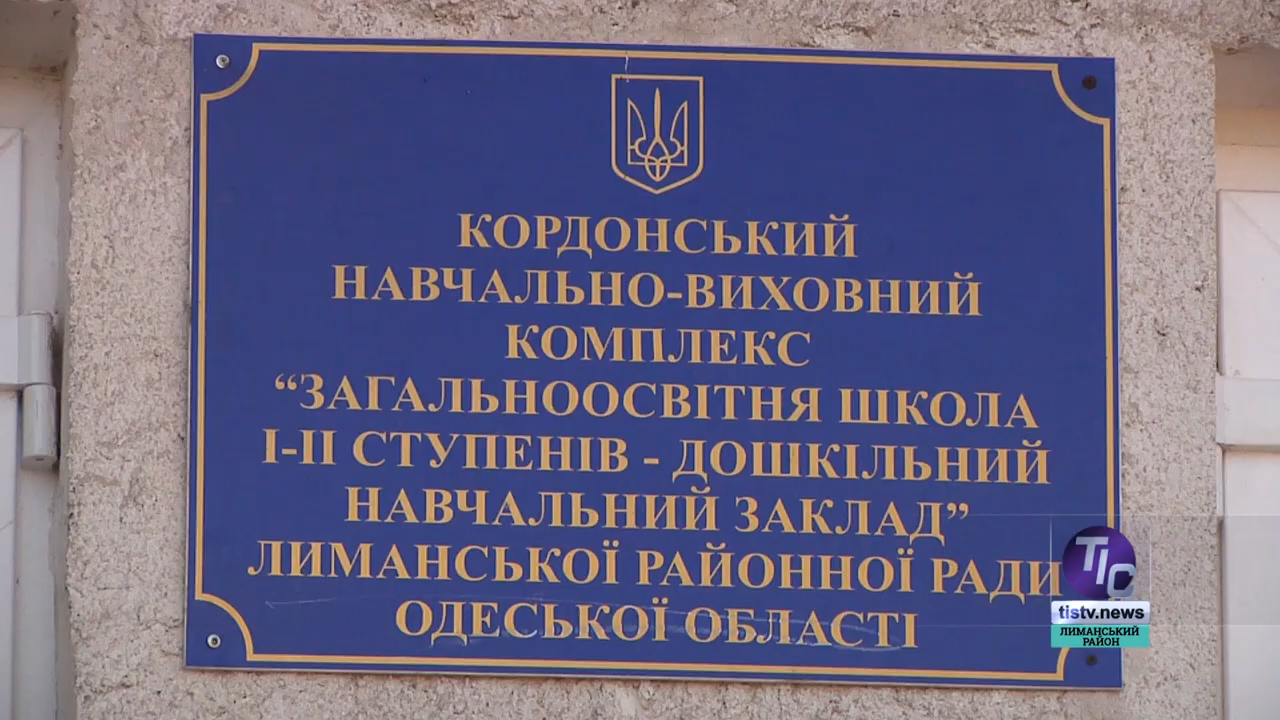 КОРДОНСЬКИЙ
НАВЧАЛЬНО-ВИХОВНИЙ
КОМПЛЕКС
“ЗАГАЛЬНООСВІТНЯ ШКОЛА
І-ІІ СТУПЕНІВ - ДОШКІЛЬНИЙ
НАВЧАЛЬНИЙ ЗАКЛАД”
ЛИМАНСЬКОЇ РАЙОННОЇ РАДИ
ОДЕСЬКОЇ ОБЛАСТІ
ТІС
tistv.news
ЛИМАНСЬКИЙ
РАЙОН